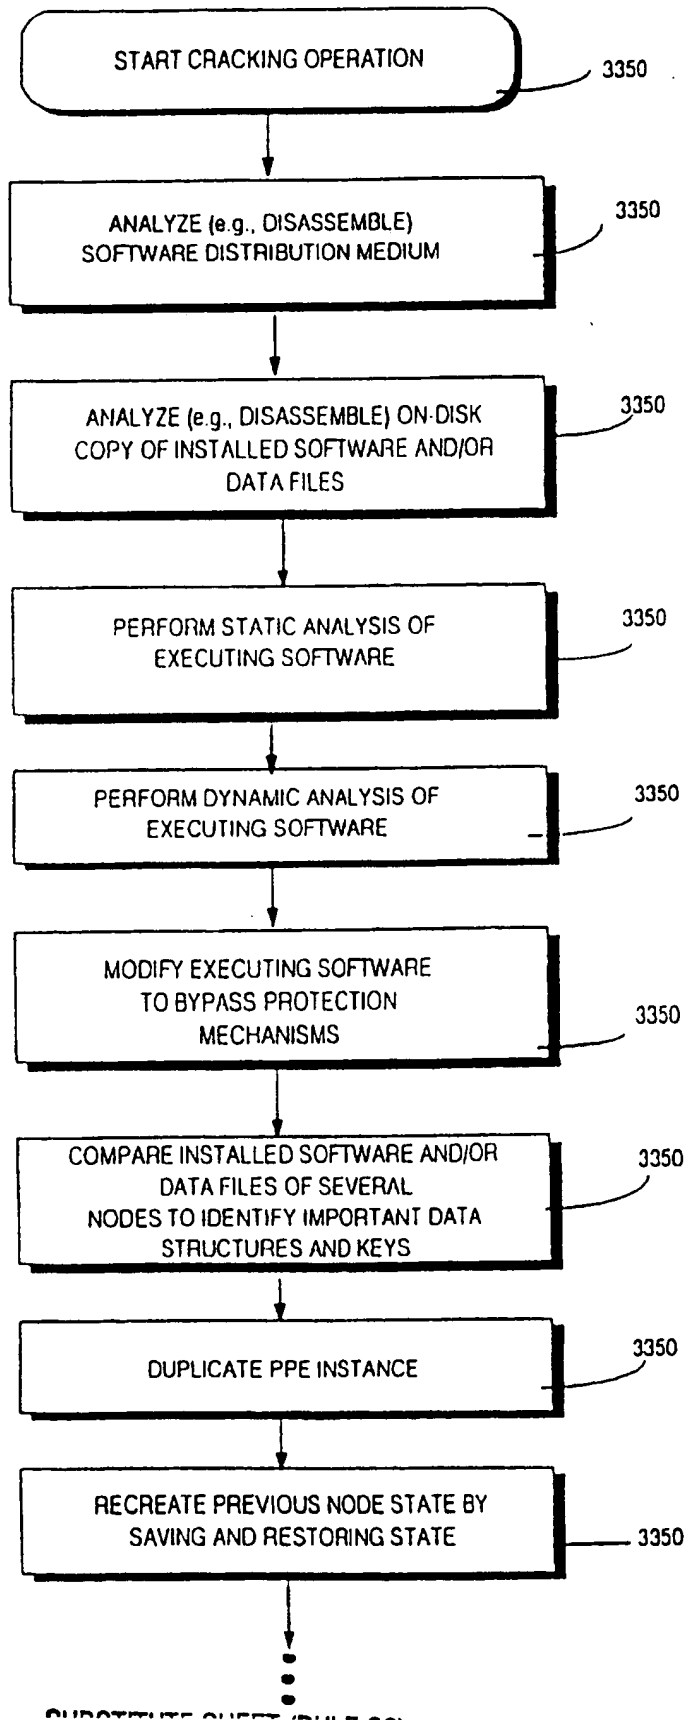 START CRACKING OPERATION
3350
ANALYZE (e.g., DISASSEMBLE)
SOFTWARE DISTRIBUTION MEDIUM
3350
ANALYZE (e.g., DISASSEMBLE) ON-DISK
COPY OF INSTALLED SOFTWARE AND/OR
DATA FILES
3350
PERFORM STATIC ANALYSIS OF
EXECUTING SOFTWARE
3350
PERFORM DYNAMIC ANALYSIS OF
EXECUTING SOFTWARE
3350
MODIFY EXECUTING SOFTWARE
TO BYPASS PROTECTION
MECHANISMS
3350
COMPARE INSTALLED SOFTWARE AND/OR
DATA FILES OF SEVERAL
NODES TO IDENTIFY IMPORTANT DATA
STRUCTURES AND KEYS
3350
DUPLICATE PPE INSTANCE
3350
RECREATE PREVIOUS NODE STATE BY
SAVING AND RESTORING STATE
3350
SUBSTITUTE SHEET